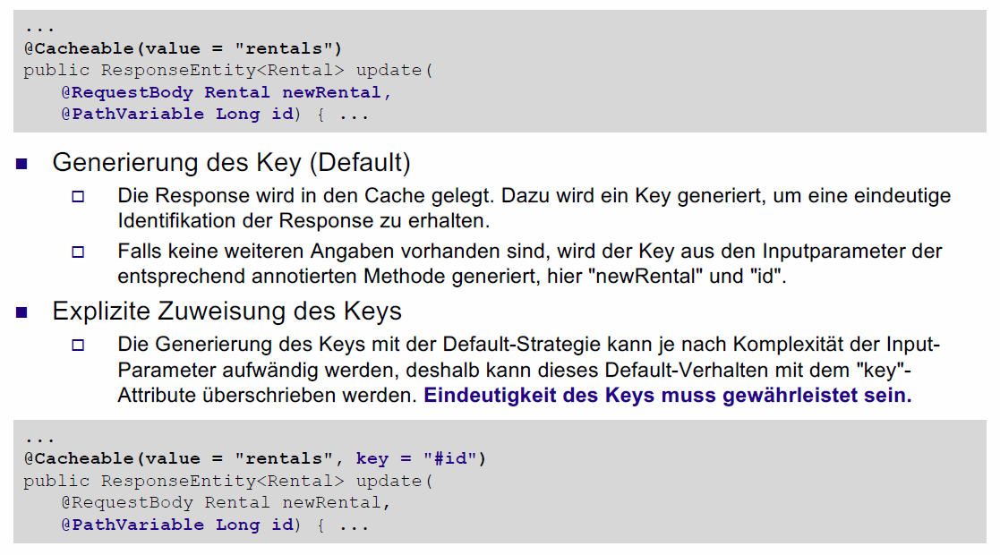 ...
@Cacheable(value = "rentals")
public ResponseEntity<Rental> update(
@RequestBody Rental newRental,
@PathVariable Long id) { ...
Generierung des Key (Default)
Die Response wird in den Cache gelegt. Dazu wird ein Key generiert, um eine eindeutige
Identifikation der Response zu erhalten.
Falls keine weiteren Angaben vorhanden sind, wird der Key aus den Inputparameter der
entsprechend annotierten Methode generiert, hier "newRental" und "id".
Explizite Zuweisung des Keys
Die Generierung des Keys mit der Default-Strategie kann je nach Komplexität der Input-
Parameter aufwändig werden, deshalb kann dieses Default-Verhalten mit dem "key"-
Attribute überschrieben werden. Eindeutigkeit des Keys muss gewährleistet sein.
...
@Cacheable(value = "rentals", key = "#id")
public ResponseEntity<Rental> update(
@RequestBody Rental newRental,
@PathVariable Long id) { ...